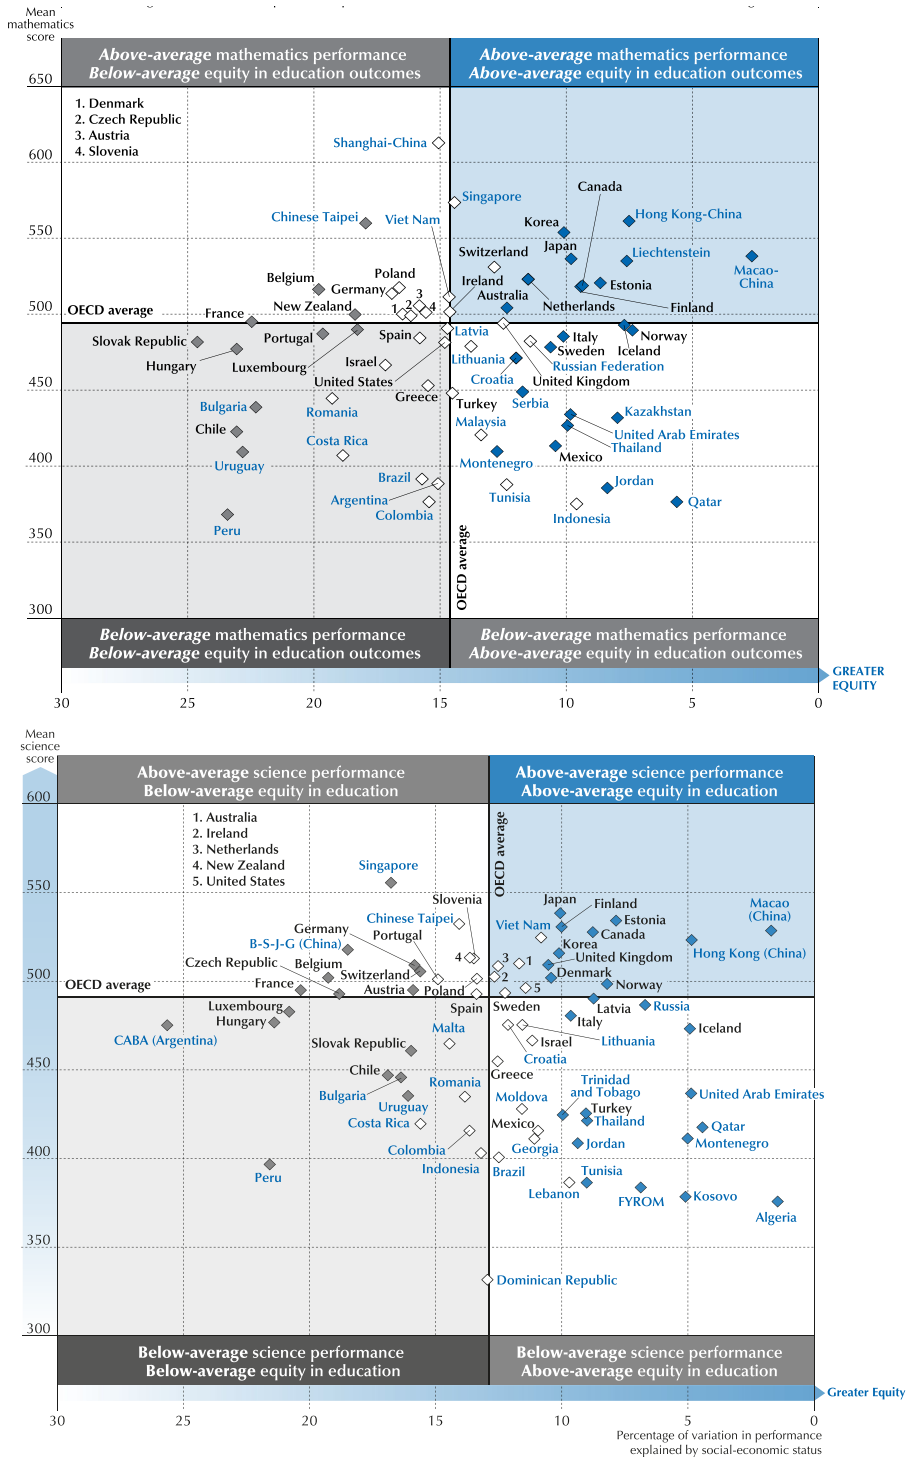 Mean
mathematics
score
Above-average mathematics performance
Below-average equity in education outcomes
Above-average mathematics performance
Above-average equity in education outcomes
650
1. Denmark
2. Czech Republic
3. Austria
4. Slovenia
Shanghai-China
600
Canada
Singapore
Chinese Taipei
Viet Nam
Korea
Hong Kong-China
550
Japan
Switzerland
Liechtenstein
Macao-
China
Belgium
Poland
Germany
3
Ireland
Australia
Estonia
New Zealand
1
2
4
Netherlands
Finland
500
OECD average
France
Slovak Republic
Portugal
Spain
Latvia
Italy
Norway
Hungary
Luxembourg
Israel
Lithuania
Sweden
Iceland
Russian Federation
United States
Croatia
United Kingdom
450
Greece
Turkey
Serbia
Bulgaria
Romania
Malaysia
Kazakhstan
Chile
Costa Rica
United Arab Emirates
Thailand
Uruguay
Montenegro
Mexico
400
Brazil
Argentina
Tunisia
Jordan
Colombia
Indonesia
Qatar
Peru
350
OECD average
300
Below-average mathematics performance
Below-average equity in education outcomes
Below-average mathematics performance
Above-average equity in education outcomes
GREATER
EQUITY
30
25
20
15
10
5
0
Mean
science
score
Above-average science performance
Below-average equity in education
Above-average science performance
Above-average equity in education
600
1. Australia
2. Ireland
3. Netherlands
4. New Zealand
5. United States
OECD average
Singapore
550
Slovenia
Japan
Finland
Macao
(China)
Chinese Taipei
Viet Nam
Estonia
Germany
Portugal
Canada
B-S-J-G (China)
Korea
Hong Kong (China)
Czech Republic
Belgium
4
3
1
United Kingdom
Switzerland
2
Denmark
500
OECD average
France
Austria
Poland
5
Norway
Spain
Sweden
Latvia
Russia
Luxembourg
Hungary
Malta
Italy
Iceland
CABA (Argentina)
Slovak Republic
Israel
Lithuania
Croatia
450
Chile
Greece
Romania
Trinidad
and Tobago
Bulgaria
Moldova
United Arab Emirates
Uruguay
Turkey
Costa Rica
Mexico
Thailand
Qatar
Colombia
Georgia
Jordan
Montenegro
400
Peru
Indonesia
Brazil
Tunisia
Lebanon
FYROM
Kosovo
Algeria
350
Dominican Republic
300
Below-average science performance
Below-average equity in education
Below-average science performance
Above-average equity in education
Greater Equity
30
25
20
15
10
5
0
Percentage of variation in performance
explained by social-economic status